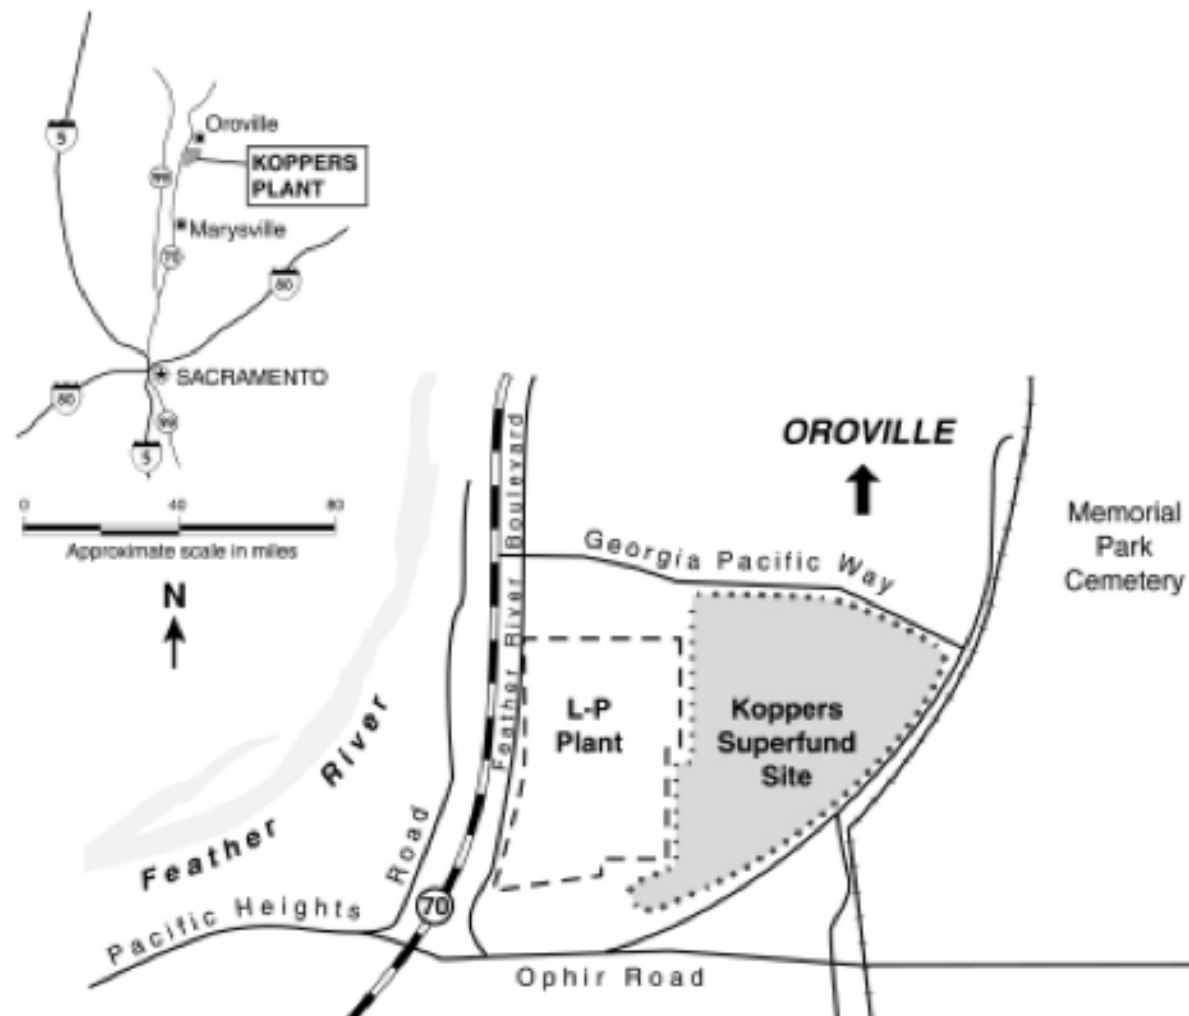 5
Oroville
KOPPERS
PLANT
99
Marysville
70
80
SACRAMENTO
80
99
5
0 40 80
Approximate scale in miles
N
OROVILLE
Memorial
Park
Cemetery
Georgia Pacific Way
Feather River Boulevard
L-P
Plant
Koppers
Superfund
Site
Feather River
Pacific Heights Road
70
Ophir Road